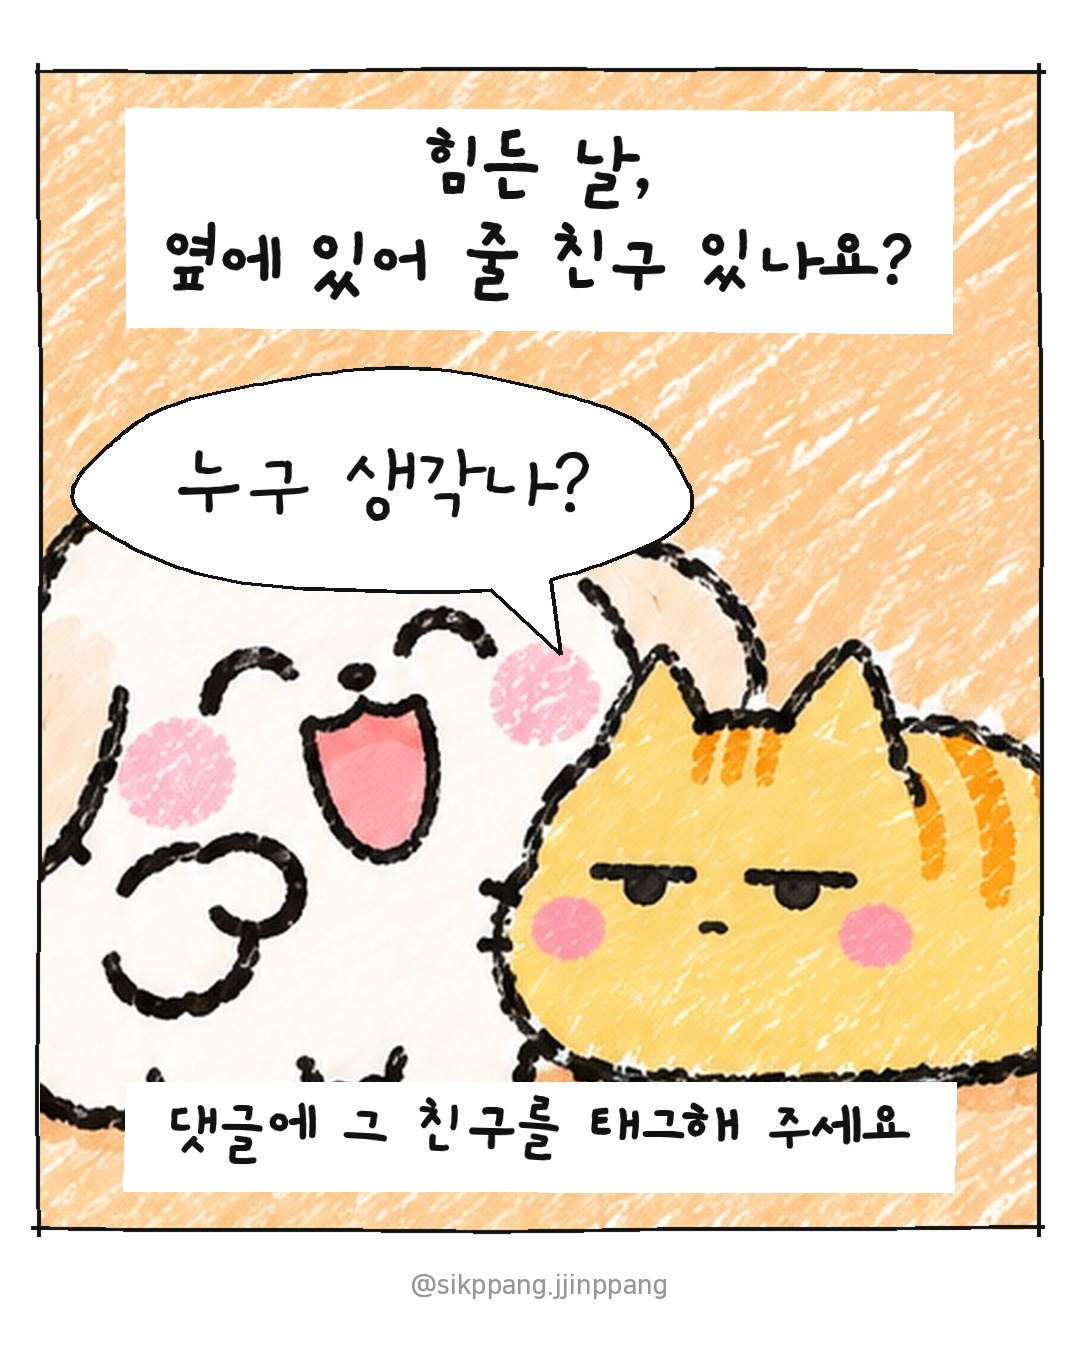 힘든 날,
옆에 있어 줄 친구 있나요?
누구 생각나?
댓글에 그 친구를 태그해 주세요
@sikppang.jjinppang